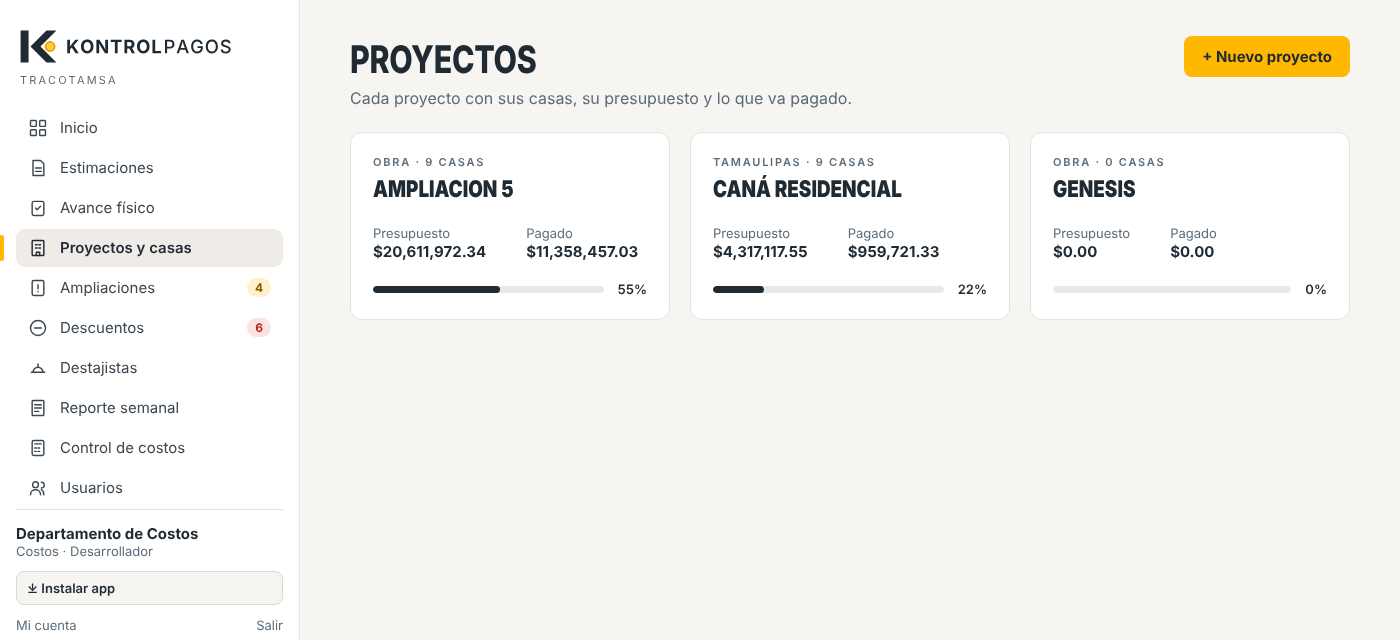 KONTROLPAGOS
TRACOTAMSA
Inicio
Estimaciones
Avance físico
Proyectos y casas
Ampliaciones 4
Descuentos 6
Destajistas
Reporte semanal
Control de costos
Usuarios
Departamento de Costos
Costos · Desarrollador
Instalar app
Mi cuenta Salir
PROYECTOS
+ Nuevo proyecto
Cada proyecto con sus casas, su presupuesto y lo que va pagado.
OBRA · 9 CASAS
AMPLIACION 5
Presupuesto Pagado
$20,611,972.34 $11,358,457.03
55%
TAMAULIPAS · 9 CASAS
CANÁ RESIDENCIAL
Presupuesto Pagado
$4,317,117.55 $959,721.33
22%
OBRA · 0 CASAS
GENESIS
Presupuesto Pagado
$0.00 $0.00
0%